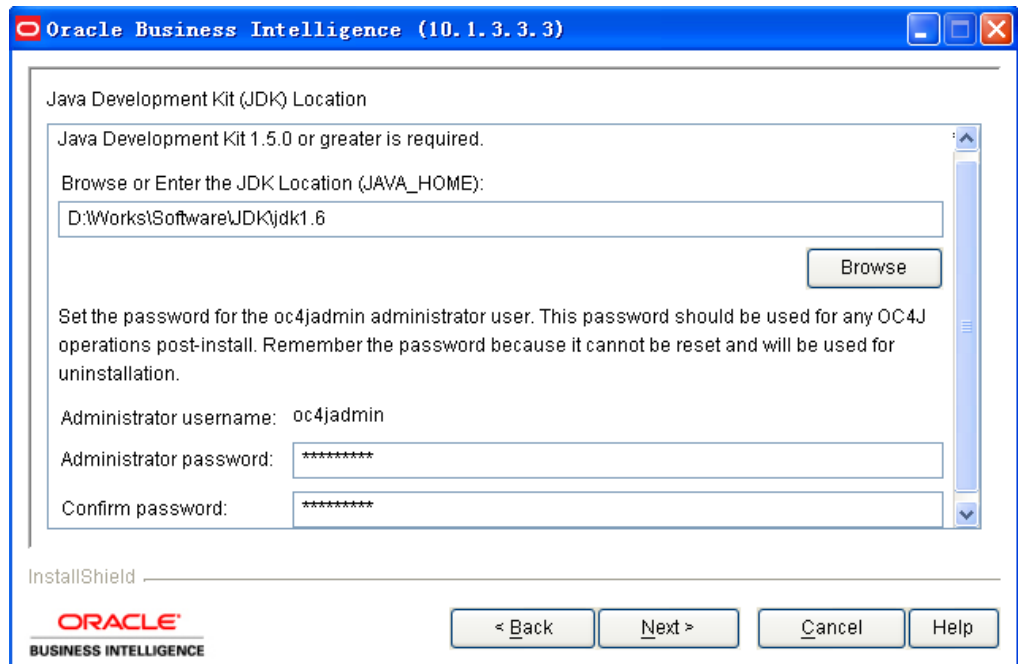 Oracle Business Intelligence (10.1.3.3.3)
Java Development Kit (JDK) Location
Java Development Kit 1.5.0 or greater is required.
Browse or Enter the JDK Location (JAVA_HOME):
D:\Works\Software\JDK\jdk1.6
Browse
Set the password for the oc4jadmin administrator user. This password should be used for any OC4J
operations post-install. Remember the password because it cannot be reset and will be used for
uninstallation.
Administrator username: oc4jadmin
Administrator password: *********
Confirm password: *********
InstallShield
ORACLE
BUSINESS INTELLIGENCE
< Back Next > Cancel Help